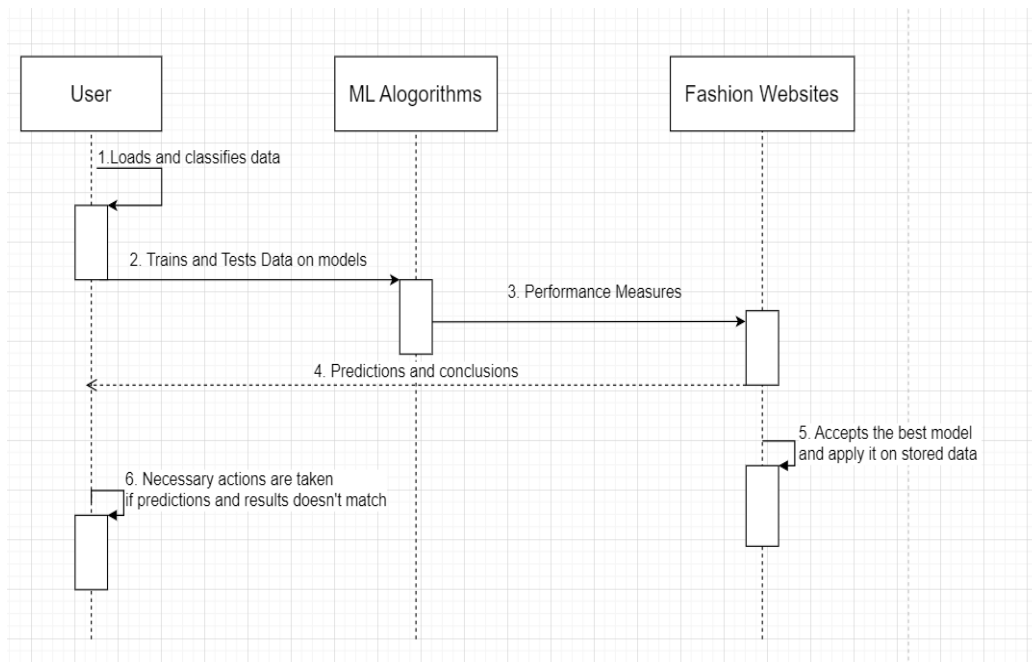 User
ML Alogorithms
Fashion Websites
1.Loads and classifies data
2. Trains and Tests Data on models
3. Performance Measures
4. Predictions and conclusions
5. Accepts the best model
and apply it on stored data
6. Necessary actions are taken
if predictions and results doesn't match